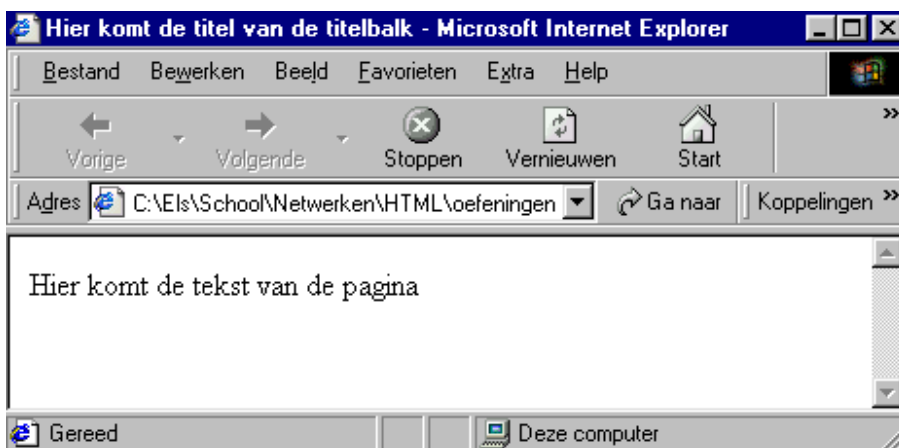 Hier komt de titel van de titelbalk - Microsoft Internet Explorer
Bestand Bewerken Beeld Favorieten Extra Help
Vorige Volgende Stoppen Vernieuwen Start »
Adres C:\Els\School\Netwerken\HTML\oefeningen Ga naar Koppelingen »
Hier komt de tekst van de pagina
Gereed Deze computer